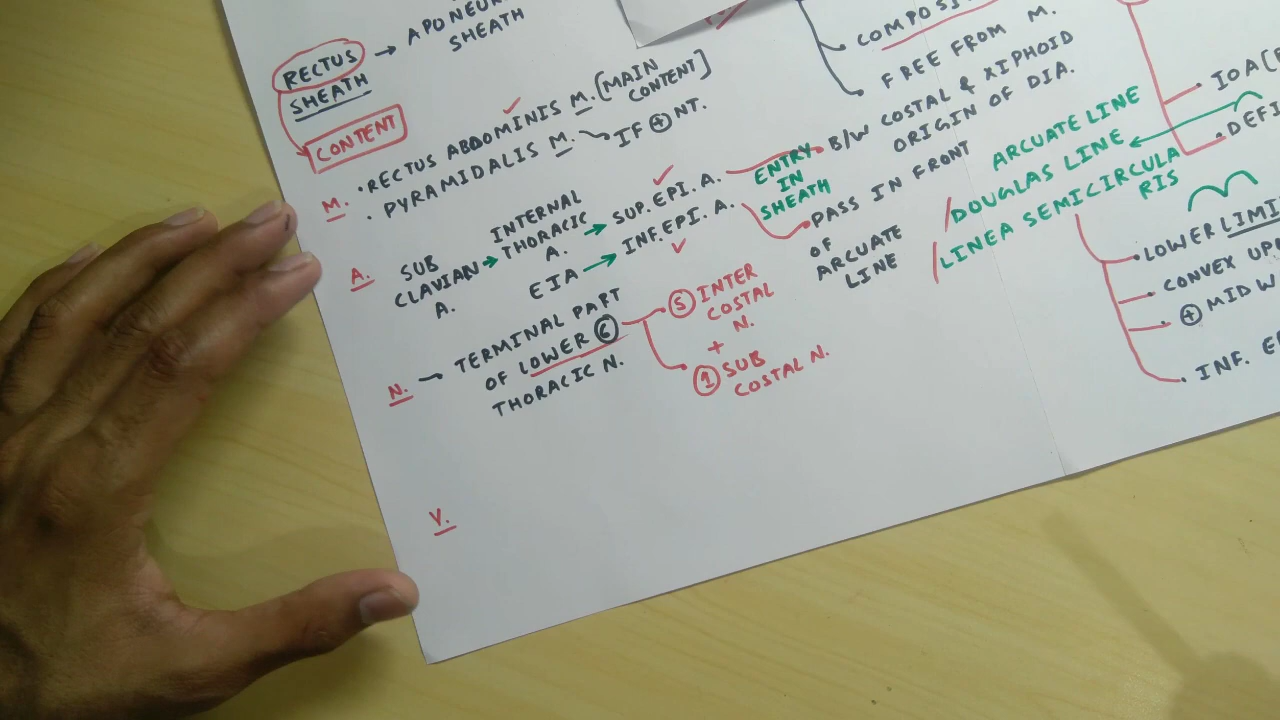 RECTUS SHEATH → APONEU
SHEATH
CONTENT
M. • RECTUS ABDOMINIS M. [MAIN CONTENT]
• PYRAMIDALIS M. → IF ⊕NT.
A. SUB CLAVIAN A. → INTERNAL THORACIC A. → SUP. EPI. A.
EIA → INF. EPI. A.
ENTRY IN SHEATH
B/W COSTAL & XIPHOID ORIGIN OF DIA.
PASS IN FRONT OF ARCUATE LINE
N. → TERMINAL PART OF LOWER ⑥ THORACIC N.
⑤ INTER COSTAL N.
+
① SUB COSTAL N.
V.
COMPOSI
FREE FROM M.
ARCUATE LINE
/DOUGLAS LINE
/LINEA SEMICIRCULARIS
IOA
DEFI
LOWER LIMI
CONVEX UP
⊕ MID W
INF. E